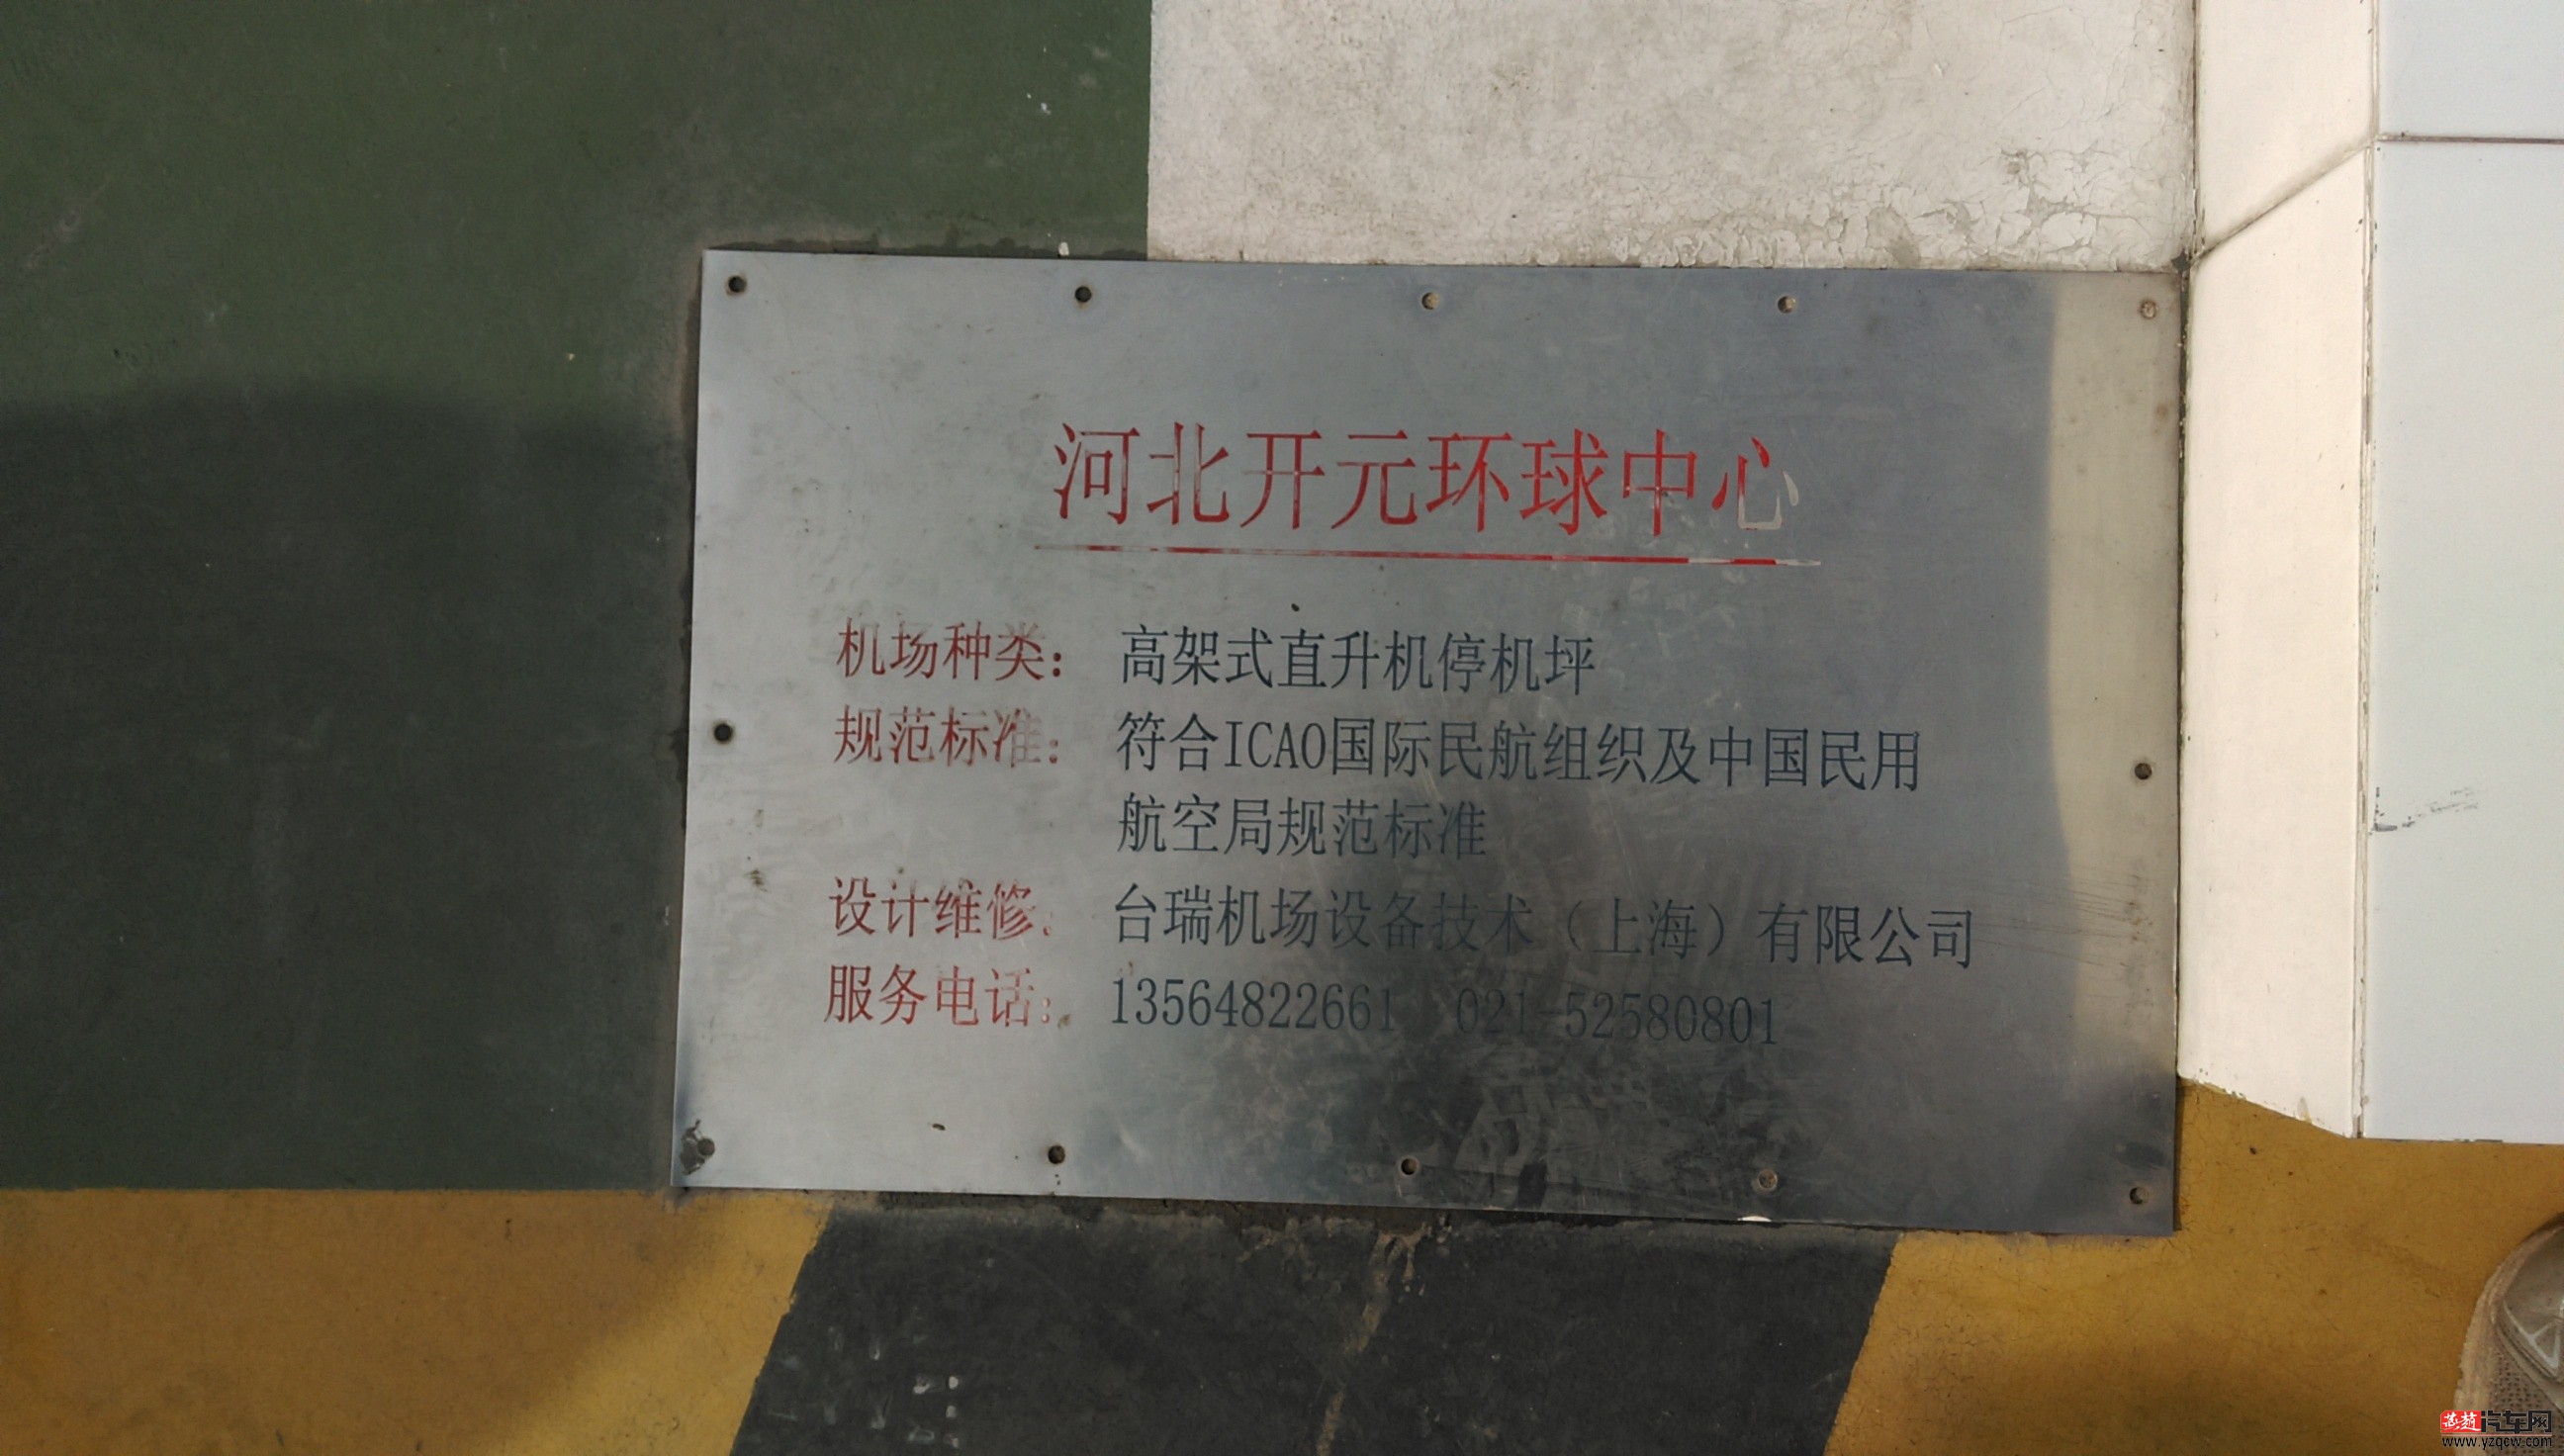 河北开元环球中心
机场种类： 高架式直升机停机坪
规范标准： 符合ICAO国际民航组织及中国民用
航空局规范标准
设计维修： 台瑞机场设备技术（上海）有限公司
服务电话： 13564822661 021-52580801
燕赵汽车网
www.yzqcw.com